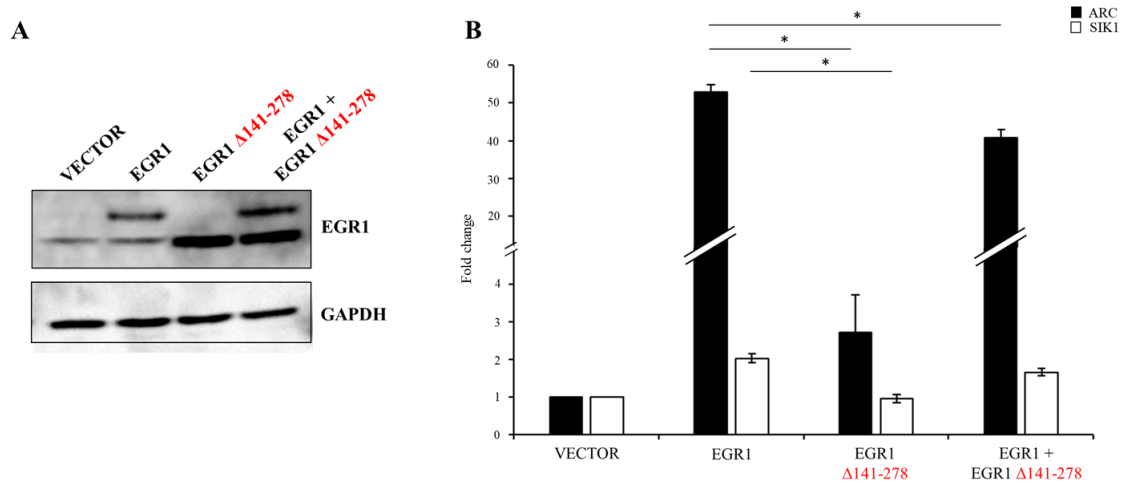 A
VECTOR
EGR1
EGR1 Δ141-278
EGR1 +
EGR1 Δ141-278
EGR1
GAPDH
B
ARC
SIK1
*
*
*
Fold change
60
50
40
30
20
4
3
2
1
0
VECTOR
EGR1
EGR1
Δ141-278
EGR1 +
EGR1 Δ141-278